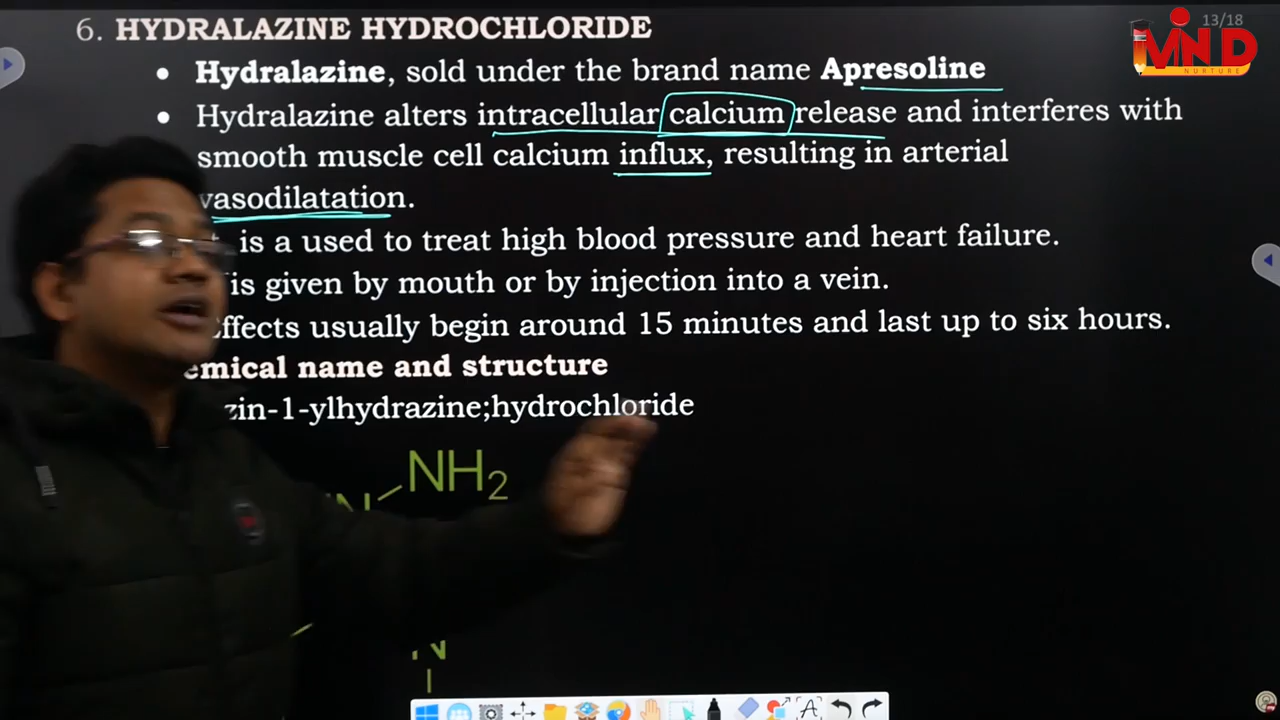 13/18
MIND
NURTURE
6. HYDRALAZINE HYDROCHLORIDE
• Hydralazine, sold under the brand name Apresoline
• Hydralazine alters intracellular calcium release and interferes with
smooth muscle cell calcium influx, resulting in arterial
vasodilatation.
is a used to treat high blood pressure and heart failure.
is given by mouth or by injection into a vein.
Effects usually begin around 15 minutes and last up to six hours.
emical name and structure
zin-1-ylhydrazine;hydrochloride
NH2
N
N
A